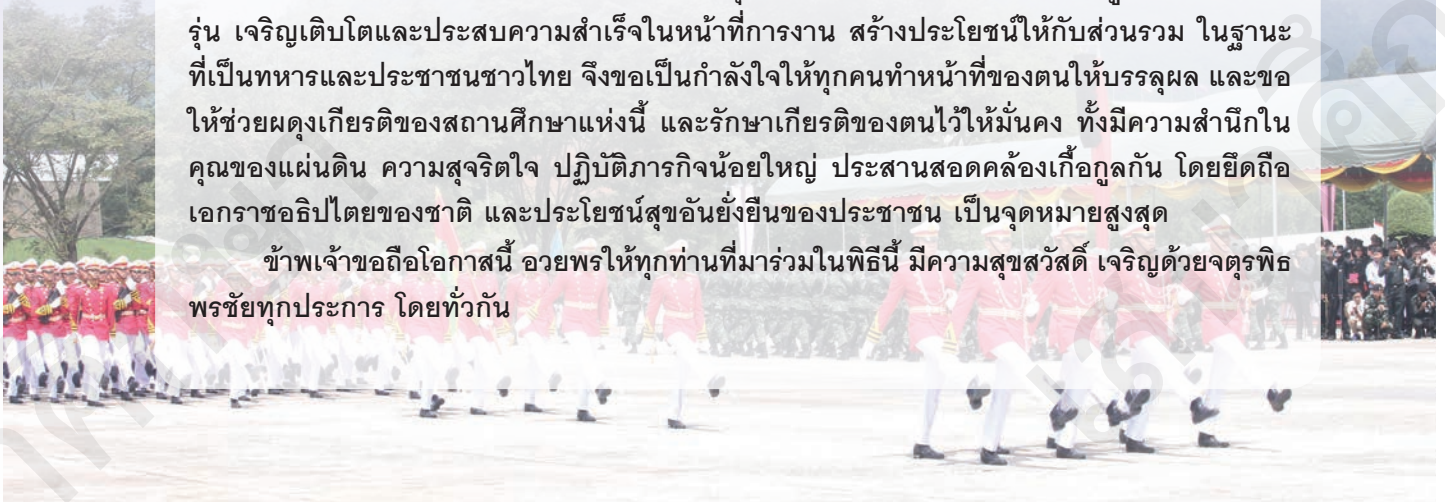 รุ่น เจริญเติบโตและประสบความสำเร็จในหน้าที่การงาน สร้างประโยชน์ให้กับส่วนรวม ในฐานะ
ที่เป็นทหารและประชาชนชาวไทย จึงขอเป็นกำลังใจให้ทุกคนทำหน้าที่ของตนให้บรรลุผล และขอ
ให้ช่วยผดุงเกียรติของสถานศึกษาแห่งนี้ และรักษาเกียรติของตนไว้ให้มั่นคง ทั้งมีความสำนึกใน
คุณของแผ่นดิน ความสุจริตใจ ปฏิบัติภารกิจน้อยใหญ่ ประสานสอดคล้องเกื้อกูลกัน โดยยึดถือ
เอกราชอธิปไตยของชาติ และประโยชน์สุขอันยั่งยืนของประชาชน เป็นจุดหมายสูงสุด
ข้าพเจ้าขอถือโอกาสนี้ อวยพรให้ทุกท่านที่มาร่วมในพิธีนี้ มีความสุขสวัสดิ์ เจริญด้วยจตุรพิธ
พรชัยทุกประการ โดยทั่วกัน